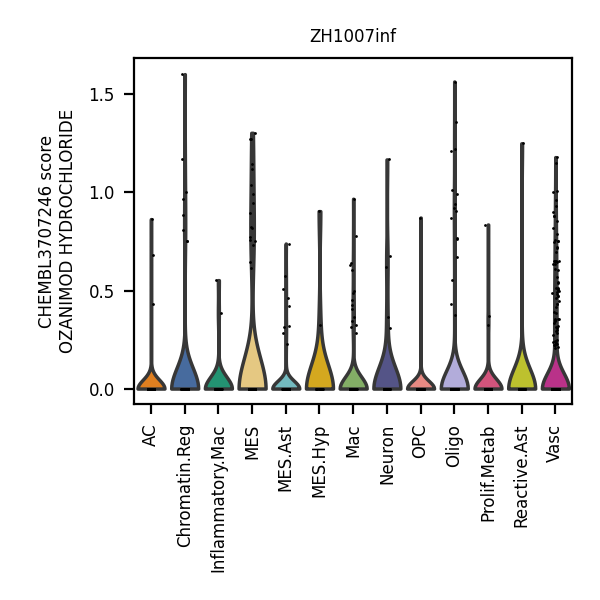 ZH1007inf
CHEMBL3707246 score
OZANIMOD HYDROCHLORIDE
1.5
1.0
0.5
0.0
AC
Chromatin.Reg
Inflammatory.Mac
MES
MES.Ast
MES.Hyp
Mac
Neuron
OPC
Oligo
Prolif.Metab
Reactive.Ast
Vasc